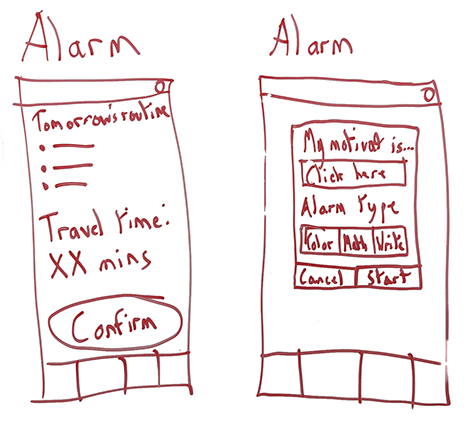 Alarm
Tomorrow's routine
Travel time:
XX mins
Confirm
Alarm
My motivat is...
Click here
Alarm type
Color Math Write
Cancel Start